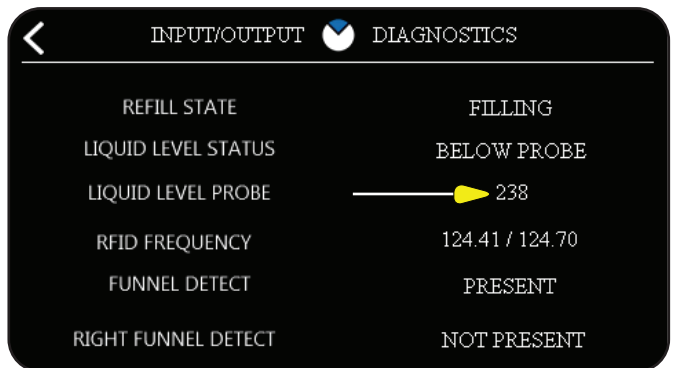 INPUT/OUTPUT DIAGNOSTICS
REFILL STATE FILLING
LIQUID LEVEL STATUS BELOW PROBE
LIQUID LEVEL PROBE 238
RFID FREQUENCY 124.41 / 124.70
FUNNEL DETECT PRESENT
RIGHT FUNNEL DETECT NOT PRESENT